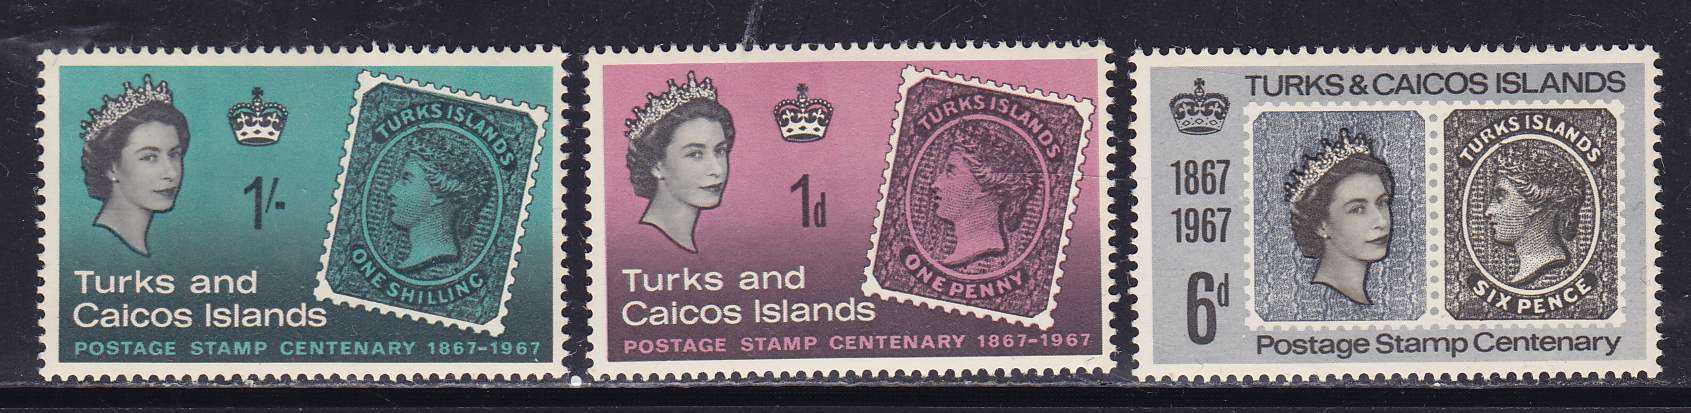 TURKS ISLANDS
1/-
ONE SHILLING
Turks and
Caicos Islands
POSTAGE STAMP CENTENARY 1867-1967
TURKS ISLANDS
1d
ONE PENNY
Turks and
Caicos Islands
POSTAGE STAMP CENTENARY 1867-1967
TURKS & CAICOS ISLANDS
1867
1967
6d
TURKS ISLANDS
SIX PENCE
Postage Stamp Centenary